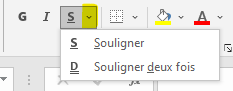 G I S A
S Souligner
D Souligner deux fois